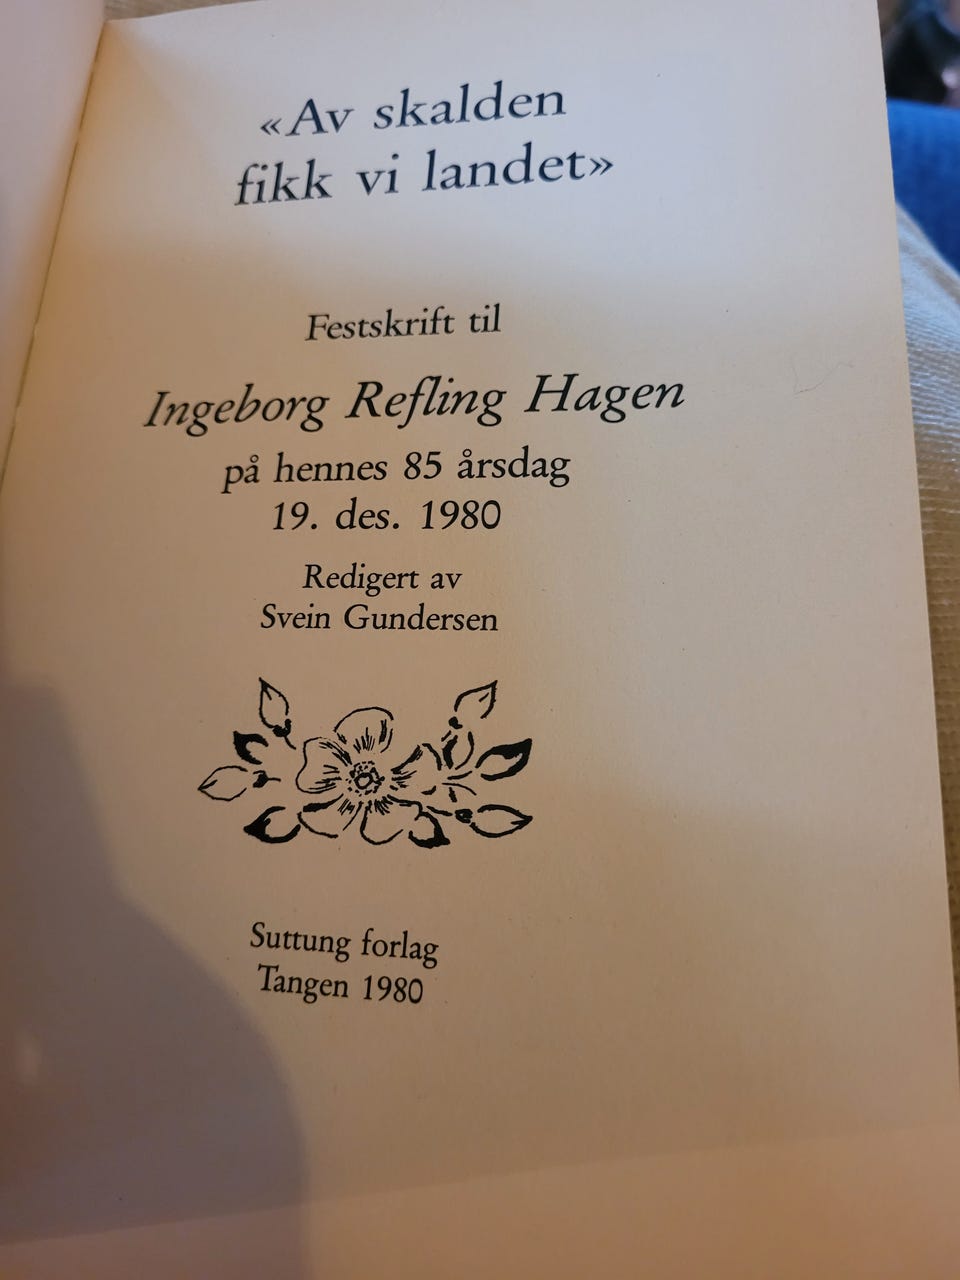 «Av skalden
fikk vi landet»
Festskrift til
Ingeborg Refling Hagen
på hennes 85 årsdag
19. des. 1980
Redigert av
Svein Gundersen
Suttung forlag
Tangen 1980